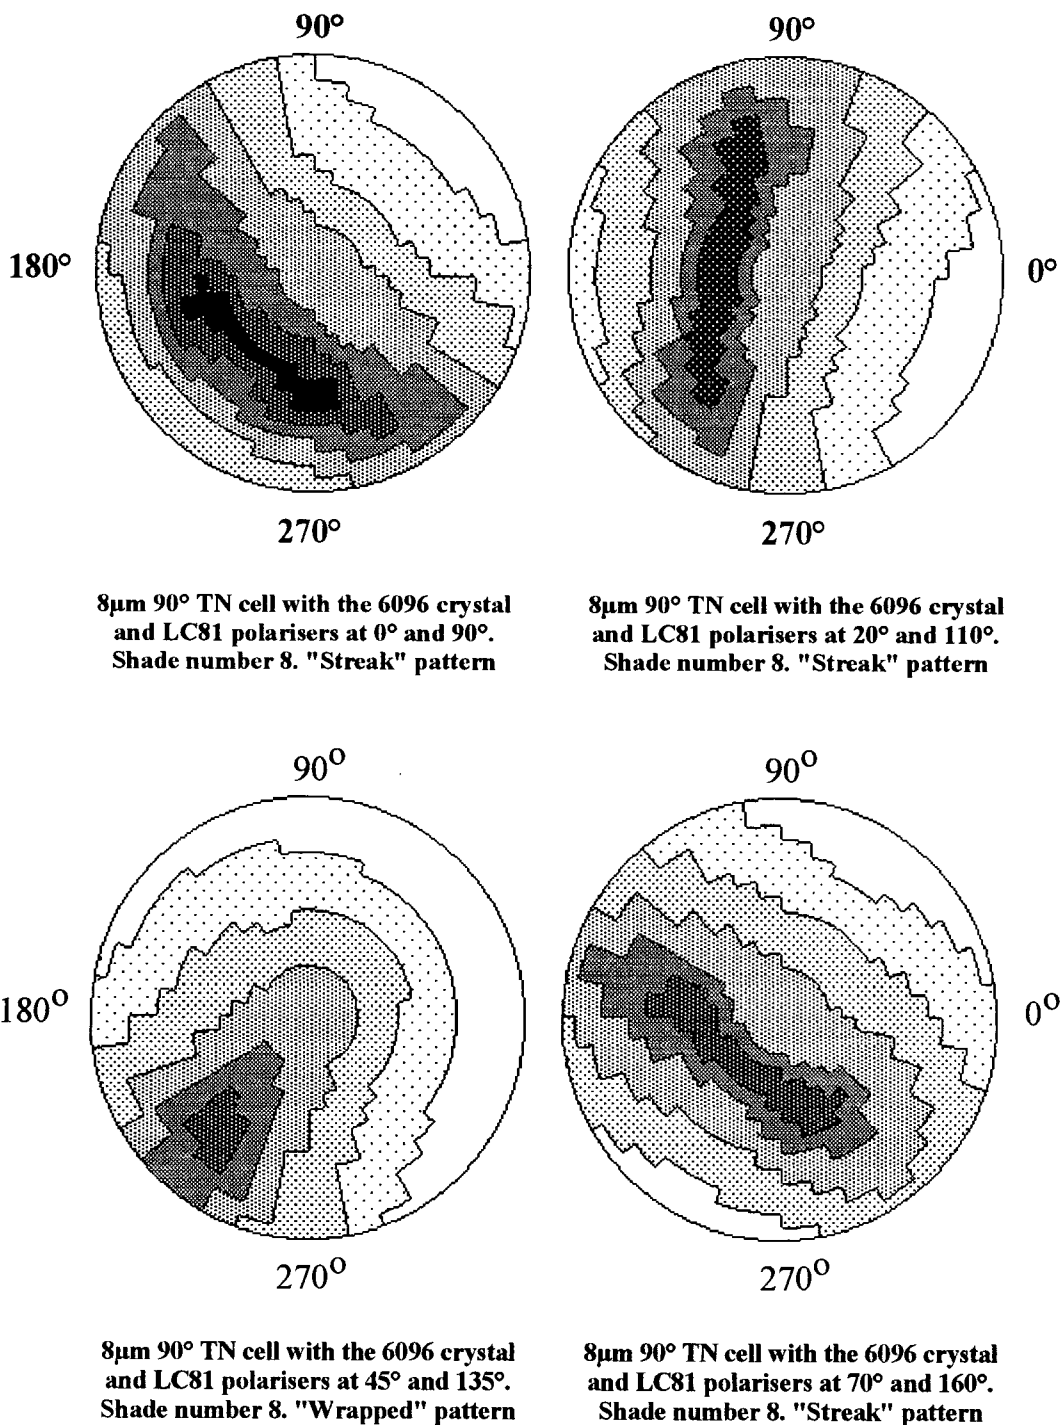 90°
90°
180°
0°
270°
270°
8µm 90° TN cell with the 6096 crystal
and LC81 polarisers at 0° and 90°.
Shade number 8. "Streak" pattern
8µm 90° TN cell with the 6096 crystal
and LC81 polarisers at 20° and 110°.
Shade number 8. "Streak" pattern
90°
90°
180°
0°
270°
270°
8µm 90° TN cell with the 6096 crystal
and LC81 polarisers at 45° and 135°.
Shade number 8. "Wrapped" pattern
8µm 90° TN cell with the 6096 crystal
and LC81 polarisers at 70° and 160°.
Shade number 8. "Streak" pattern